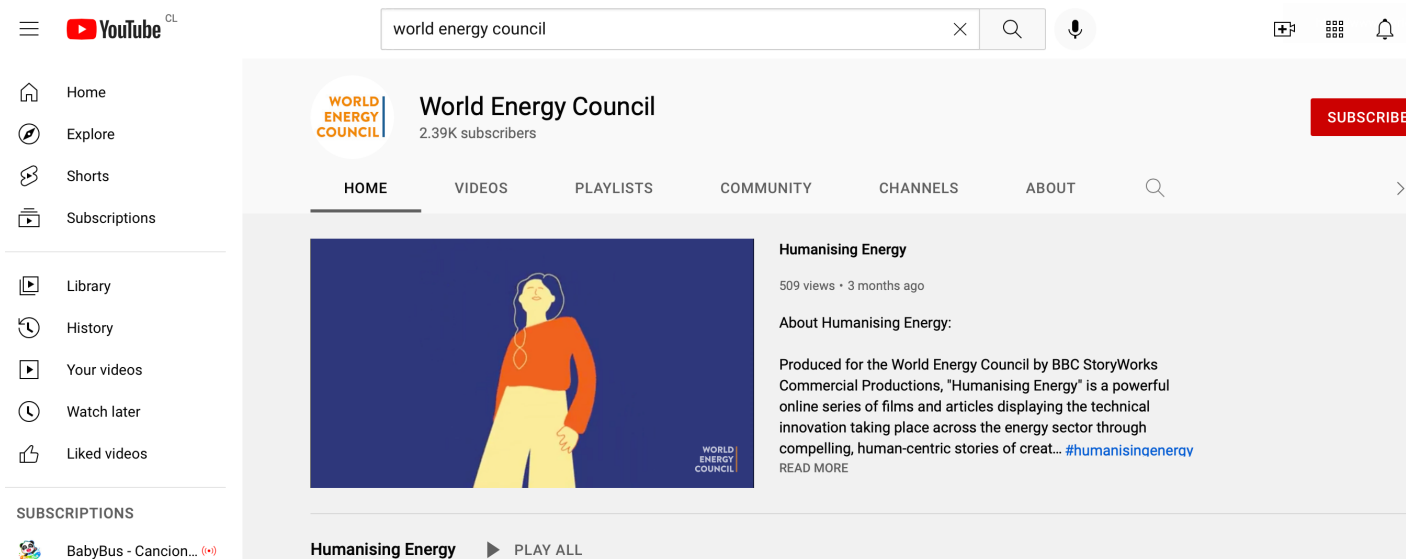 YouTube CL
world energy council
Home
Explore
Shorts
Subscriptions
Library
History
Your videos
Watch later
Liked videos
SUBSCRIPTIONS
BabyBus - Cancion...
WORLD
ENERGY
COUNCIL
World Energy Council
2.39K subscribers
SUBSCRIBE
HOME VIDEOS PLAYLISTS COMMUNITY CHANNELS ABOUT
WORLD
ENERGY
COUNCIL
Humanising Energy
509 views • 3 months ago
About Humanising Energy:
Produced for the World Energy Council by BBC StoryWorks
Commercial Productions, "Humanising Energy" is a powerful
online series of films and articles displaying the technical
innovation taking place across the energy sector through
compelling, human-centric stories of creat... #humanisingenergy
READ MORE
Humanising Energy PLAY ALL